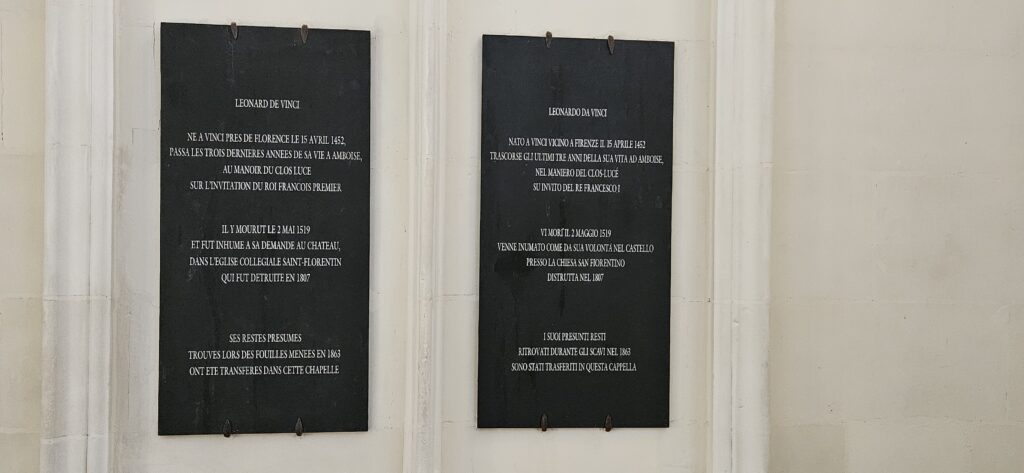 LEONARD DE VINCI
NE A VINCI PRES DE FLORENCE LE 15 AVRIL 1452,
PASSA LES TROIS DERNIERES ANNEES DE SA VIE A AMBOISE,
AU MANOIR DU CLOS LUCE
SUR L'INVITATION DU ROI FRANCOIS PREMIER
IL Y MOURUT LE 2 MAI 1519
ET FUT INHUME A SA DEMANDE AU CHATEAU,
DANS L'EGLISE COLLEGIALE SAINT-FLORENTIN
QUI FUT DETRUITE EN 1807
SES RESTES PRESUMES
TROUVES LORS DES FOUILLES MENEES EN 1863
ONT ETE TRANSFERES DANS CETTE CHAPELLE
LEONARDO DA VINCI
NATO A VINCI VICINO A FIRENZE IL 15 APRILE 1452
TRASCORSE GLI ULTIMI TRE ANNI DELLA SUA VITA AD AMBOISE,
NEL MANIERO DEL CLOS-LUCÉ
SU INVITO DEL RE FRANCESCO I
VI MORÍ IL 2 MAGGIO 1519
VENNE INUMATO COME DA SUA VOLONTÀ NEL CASTELLO
PRESSO LA CHIESA SAN FIORENTINO
DISTRUTTA NEL 1807
I SUOI PRESUNTI RESTI
RITROVATI DURANTE GLI SCAVI NEL 1863
SONO STATI TRASFERITI IN QUESTA CAPPELLA